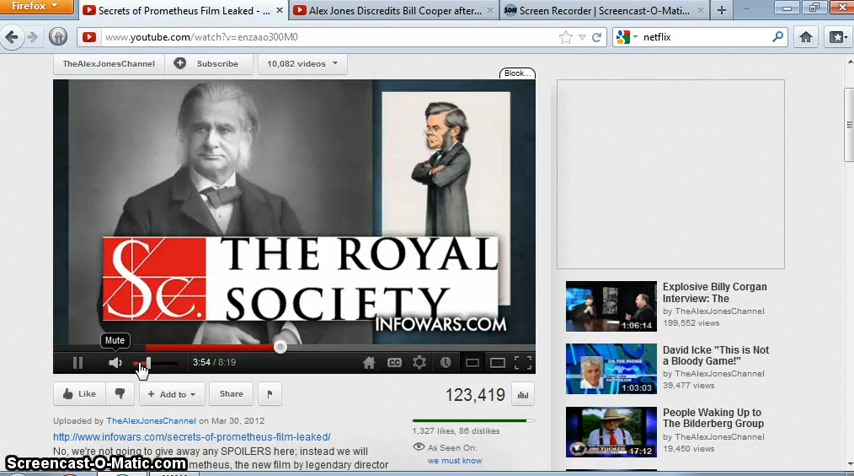 Firefox
Secrets of Prometheus Film Leaked - ...
Alex Jones Discredits Bill Cooper after...
Screen Recorder | Screencast-O-Mati...
www.youtube.com/watch?v=enzaao300M0
netflix
TheAlexJonesChannel
Subscribe
10,082 videos
Block...
Sc.
THE ROYAL
SOCIETY
INFOWARS.COM
Mute
3:54 / 8:19
CC
Like
Add to
Share
123,419
Uploaded by TheAlexJonesChannel on Mar 30, 2012
1,327 likes, 86 dislikes
http://www.infowars.com/secrets-of-prometheus-film-leaked/
As Seen On:
No, we're not going to give away any SPOILERS here; instead we will
we must know
metheus, the new film by legendary director
Explosive Billy Corgan
Interview: The
by TheAlexJonesChannel
199,552 views
1:06:14
David Icke "This is Not
a Bloody Game!"
by TheAlexJonesChannel
39,477 views
1:03:03
People Waking Up to
The Bilderberg Group
by TheAlexJonesChannel
19,450 views
17:12
Screencast-O-Matic.com